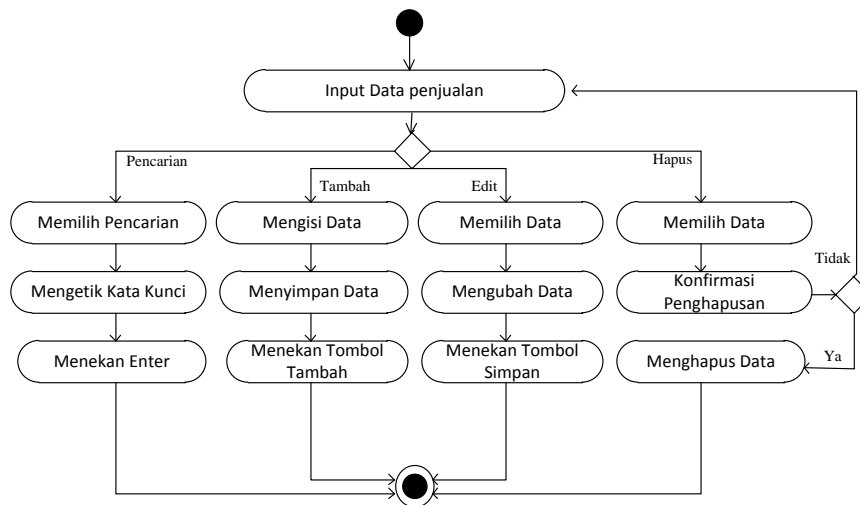 Input Data penjualan
Pencarian
Hapus
Tambah
Edit
Memilih Pencarian
Mengisi Data
Memilih Data
Memilih Data
Tidak
Mengetik Kata Kunci
Menyimpan Data
Mengubah Data
Konfirmasi
Penghapusan
Menekan Enter
Menekan Tombol
Tambah
Menekan Tombol
Simpan
Menghapus Data
Ya